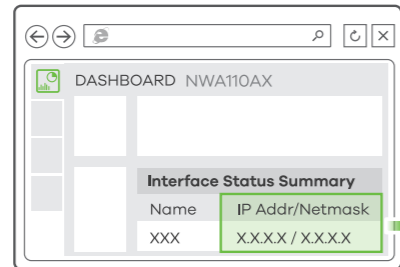 DASHBOARD NWA110AX
Interface Status Summary
Name IP Addr/Netmask
XXX X.X.X.X / X.X.X.X